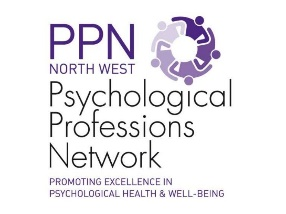 PPN
NORTH WEST
Psychological
Professions
Network
PROMOTING EXCELLENCE IN
PSYCHOLOGICAL HEALTH & WELL-BEING